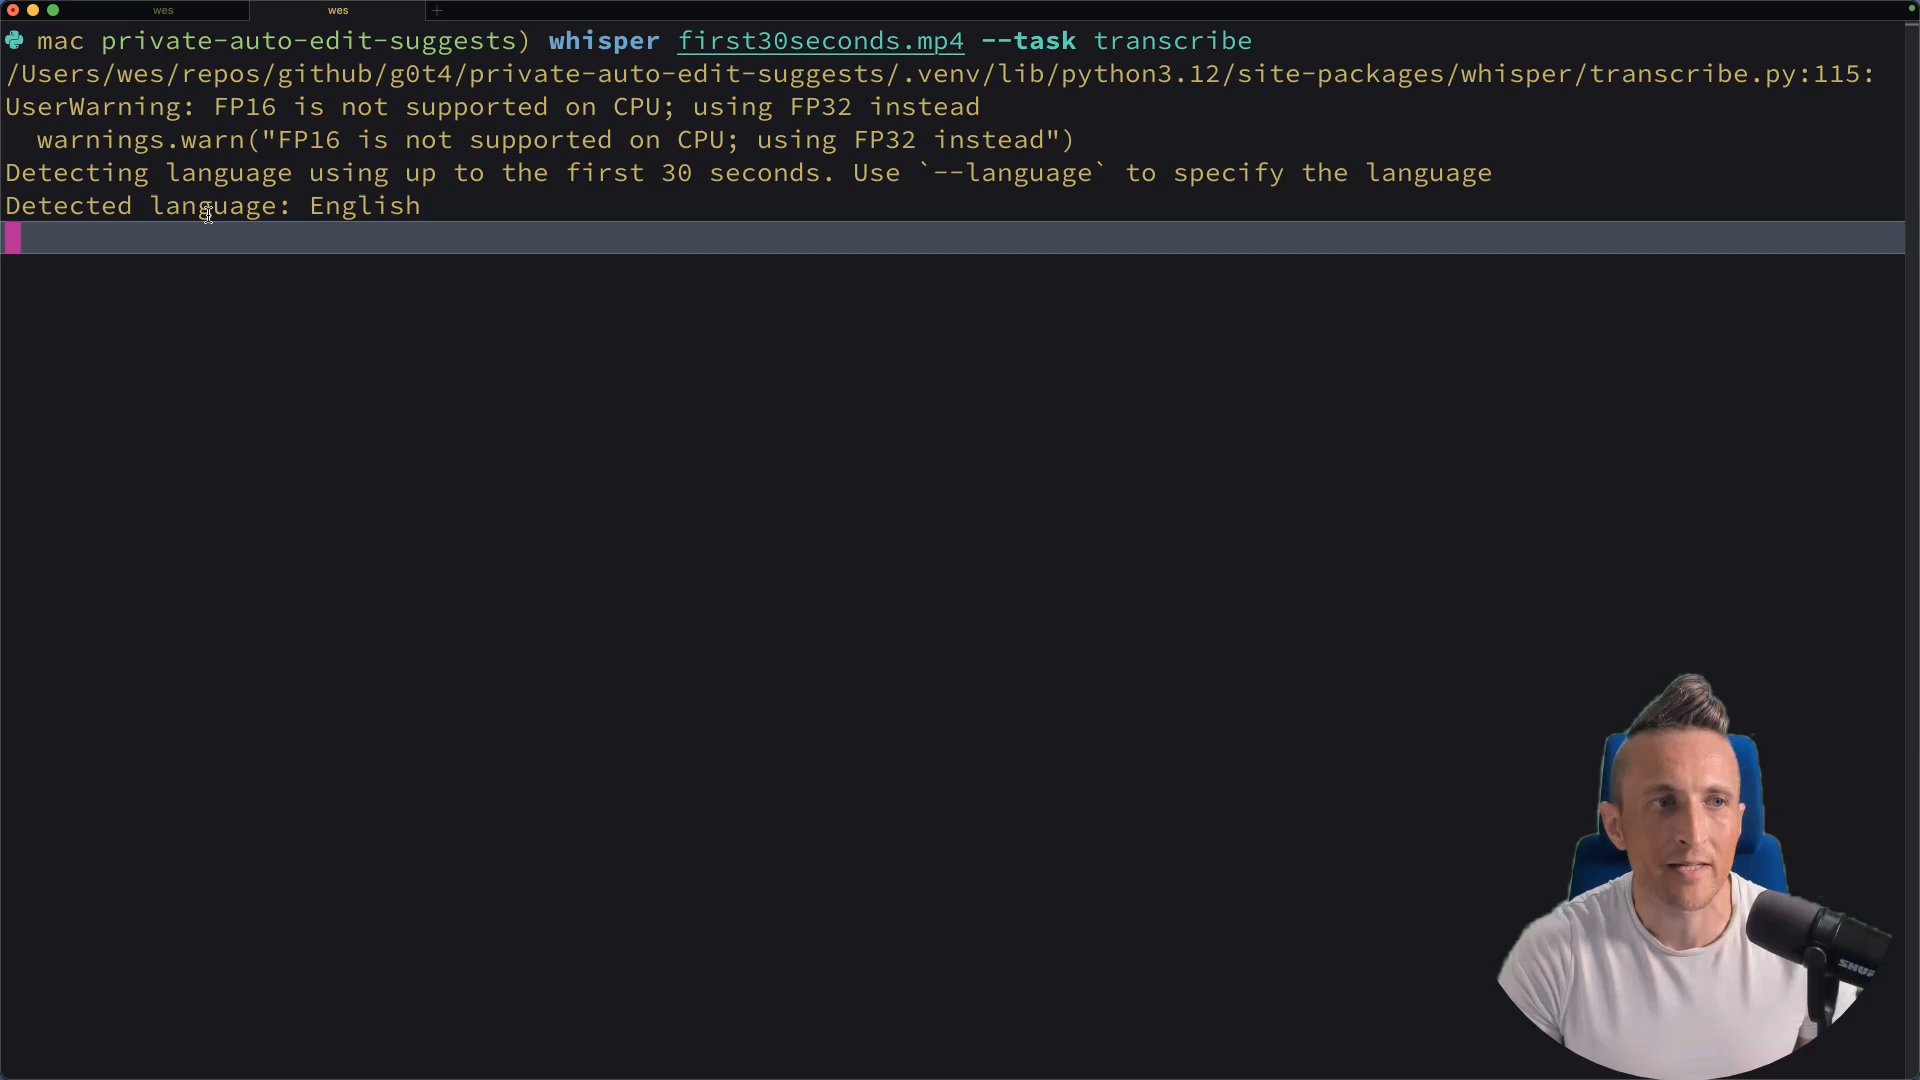 wes wes +
mac private-auto-edit-suggests) whisper first30seconds.mp4 --task transcribe
/Users/wes/repos/github/g0t4/private-auto-edit-suggests/.venv/lib/python3.12/site-packages/whisper/transcribe.py:115:
UserWarning: FP16 is not supported on CPU; using FP32 instead
warnings.warn("FP16 is not supported on CPU; using FP32 instead")
Detecting language using up to the first 30 seconds. Use `--language` to specify the language
Detected language: English